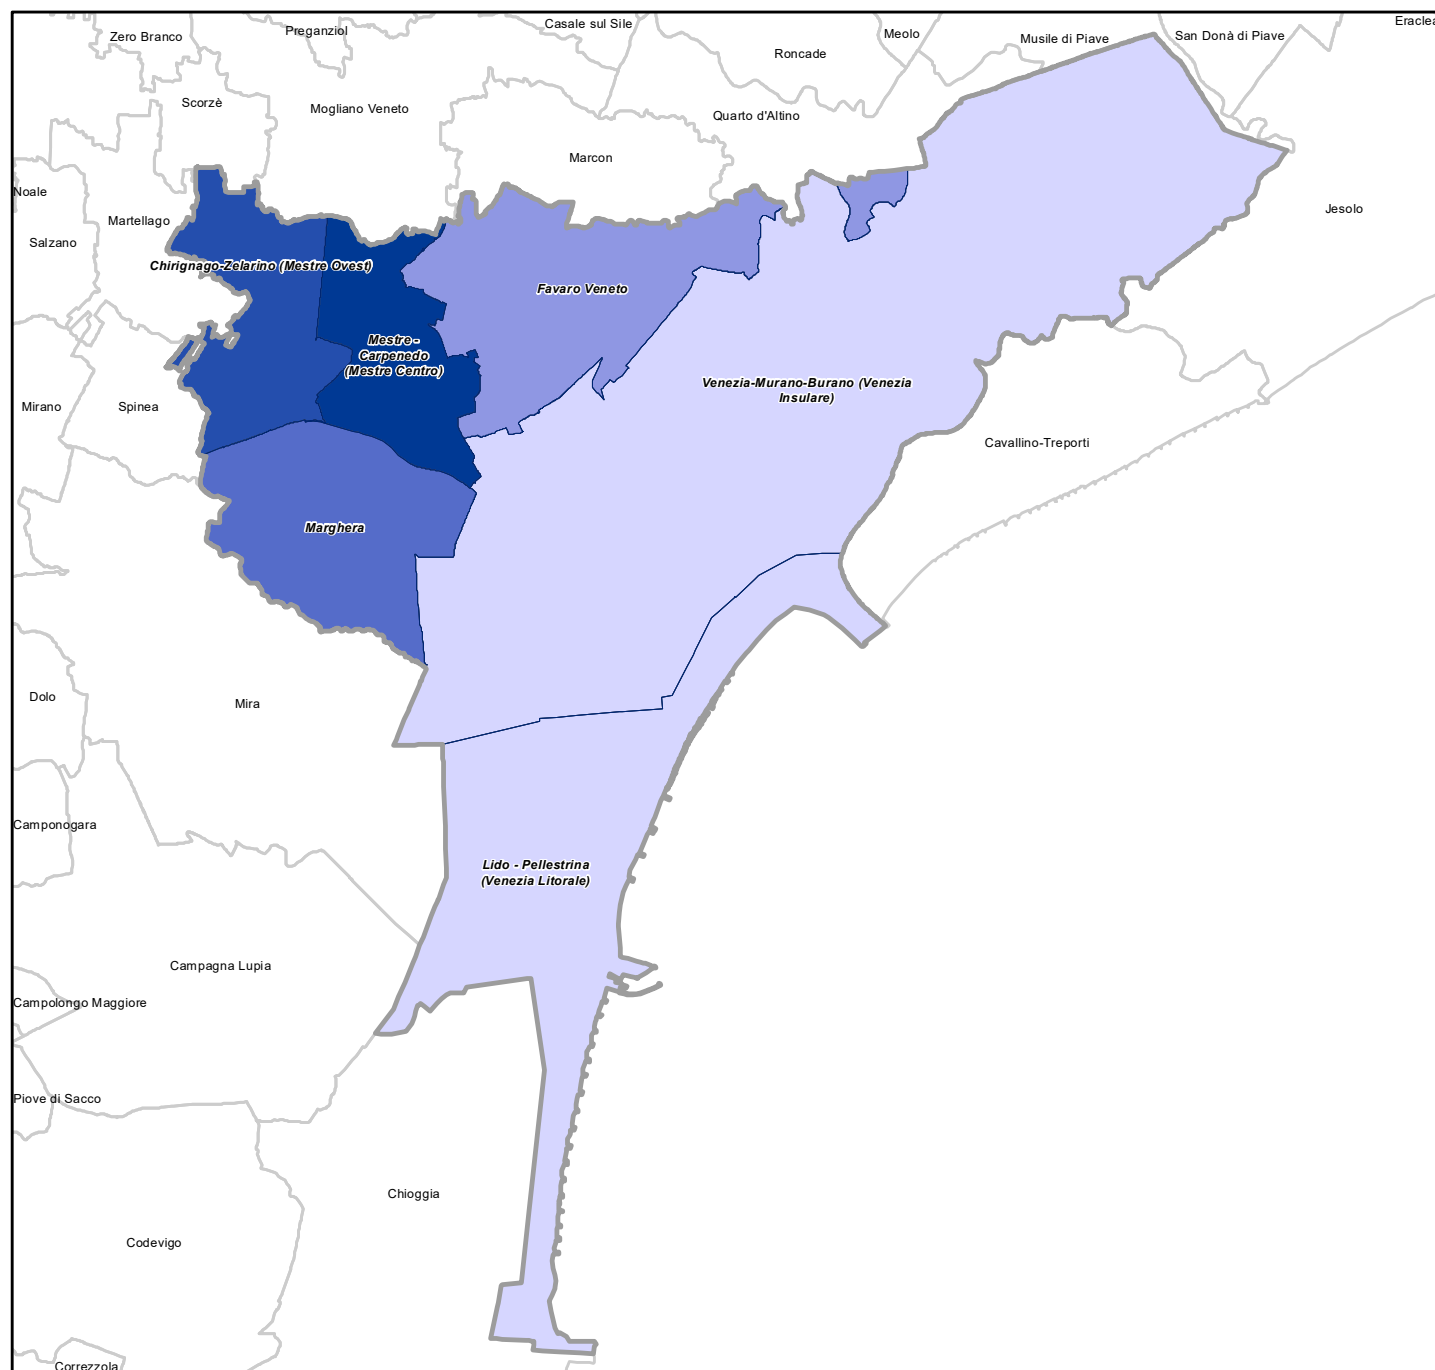 Eraclea
Casale sul Sile
Preganziol
Meolo
Zero Branco
San Donà di Piave
Musile di Piave
Roncade
Scorzè
Mogliano Veneto
Quarto d'Altino
Marcon
Noale
Jesolo
Martellago
Salzano
Chirignago-Zelarino (Mestre Ovest)
Favaro Veneto
Mestre -
Carpenedo
(Mestre Centro)
Venezia-Murano-Burano (Venezia
Insulare)
Mirano
Spinea
Cavallino-Treporti
Marghera
Dolo
Mira
Camponogara
Lido - Pellestrina
(Venezia Litorale)
Campagna Lupia
Campolongo Maggiore
Piove di Sacco
Chioggia
Codevigo
Correzzola